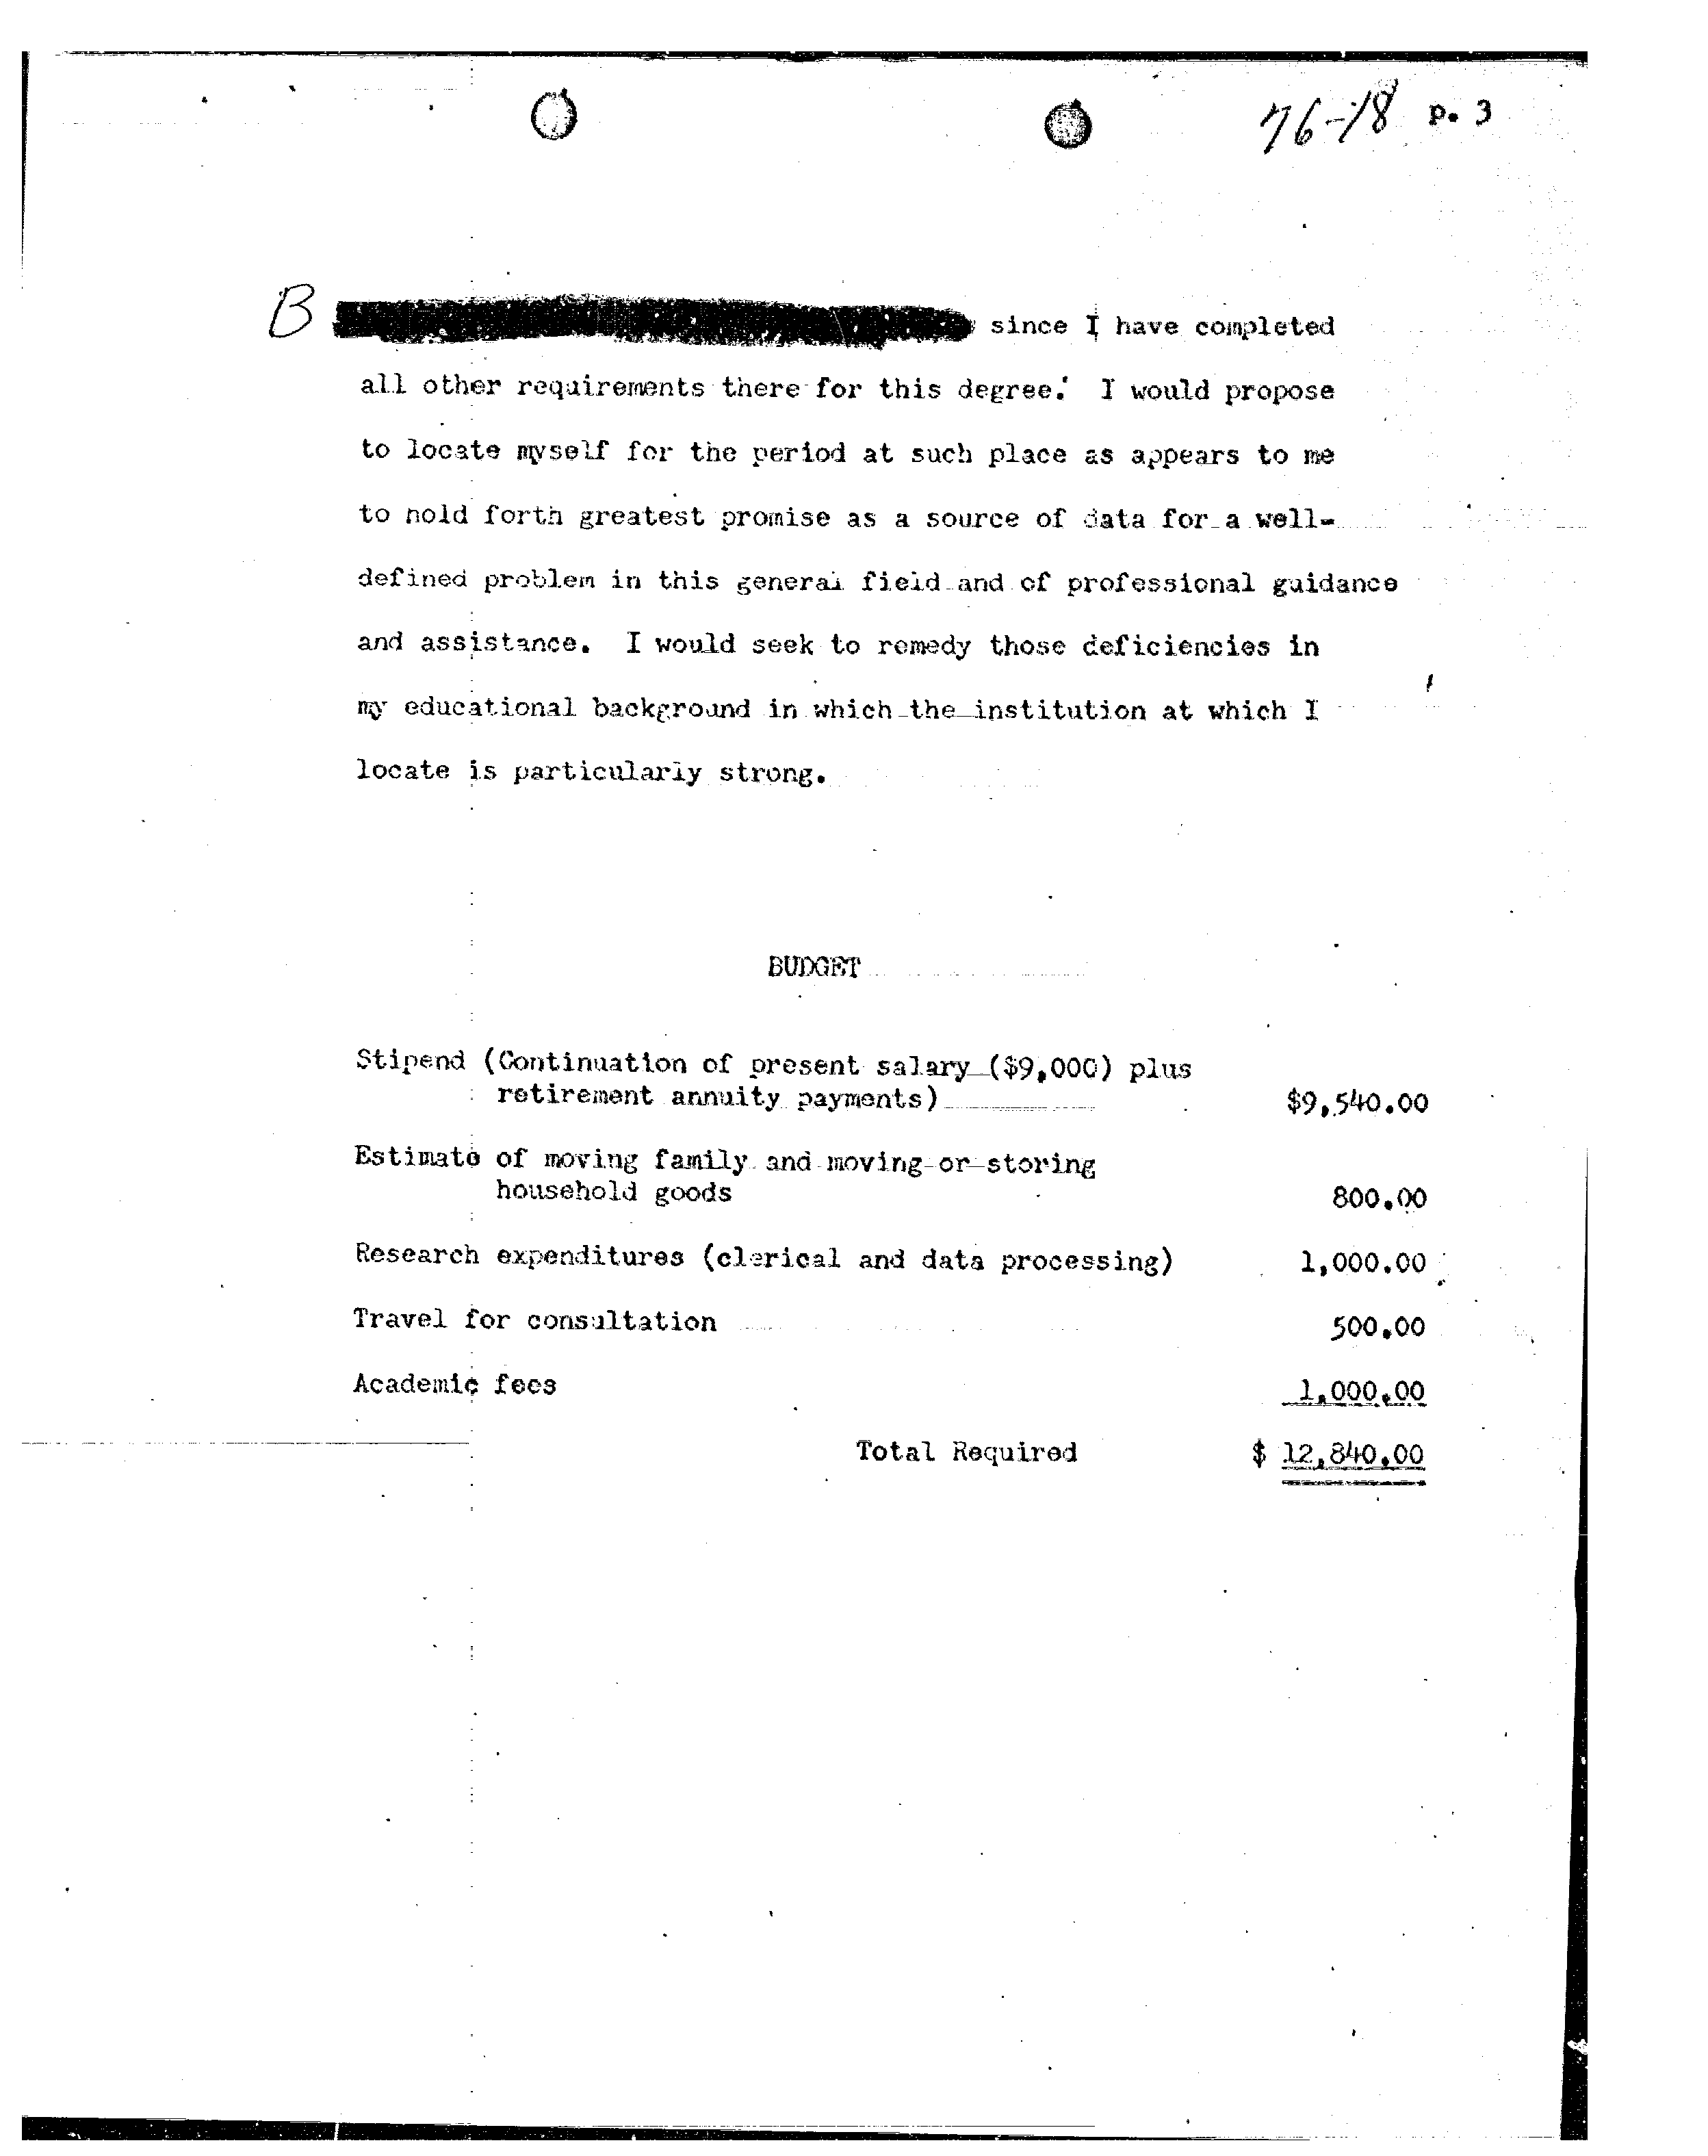 76-18 p. 3
B since I have completed
all other requirements there for this degree. I would propose
to locate myself for the period at such place as appears to me
to hold forth greatest promise as a source of data for a well-
defined problem in this general field and of professional guidance
and assistance. I would seek to remedy those deficiencies in
my educational background in which the institution at which I
locate is particularly strong.
BUDGET
Stipend (Continuation of present salary ($9,000) plus
retirement annuity payments) $9,540.00
Estimate of moving family and moving or storing
household goods 800.00
Research expenditures (clerical and data processing) 1,000.00
Travel for consultation 500.00
Academic fees 1,000.00
Total Required $ 12,840.00